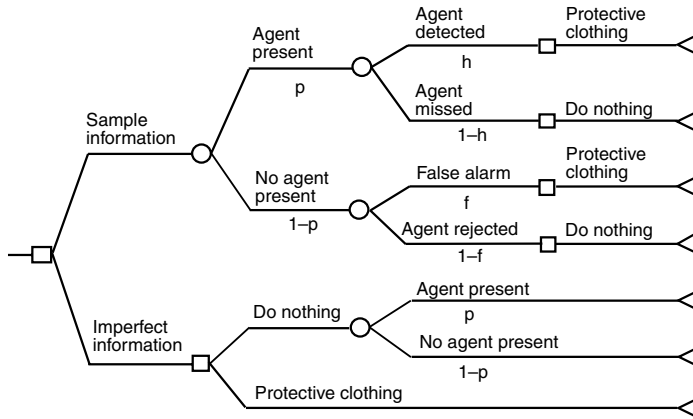 Agent
present
p
Agent
detected
h
Protective
clothing
Agent
missed
1–h
Do nothing
Sample
information
No agent
present
1–p
False alarm
f
Protective
clothing
Agent rejected
1–f
Do nothing
Imperfect
information
Do nothing
Agent present
p
No agent present
1–p
Protective clothing